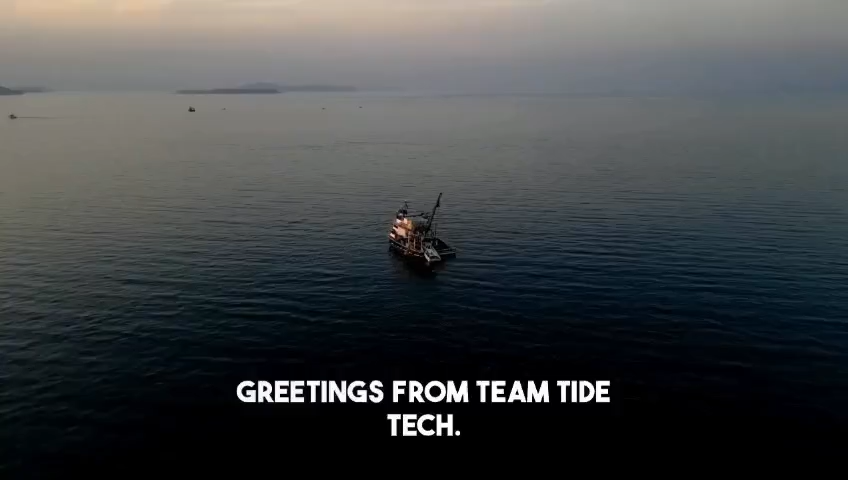 GREETINGS FROM TEAM TIDE
TECH.